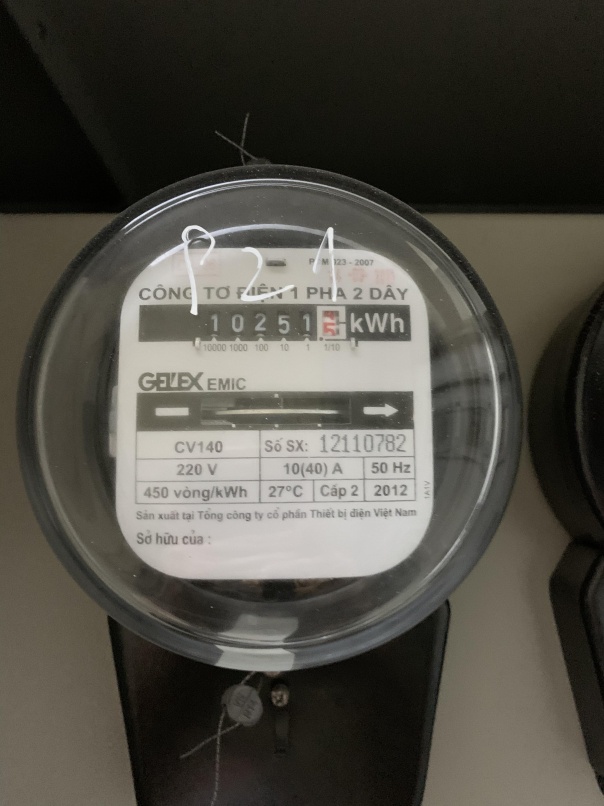 P21
CÔNG TƠ ĐIỆN 1 PHA 2 DÂY
10251 kWh
10000 1000 100 10 1 1/10
GELEX EMIC
CV140 Số SX: 12110782
220 V 10(40) A 50 Hz
450 vòng/kWh 27°C Cấp 2 2012
Sản xuất tại Tổng công ty cổ phần Thiết bị điện Việt Nam
Sở hữu của :